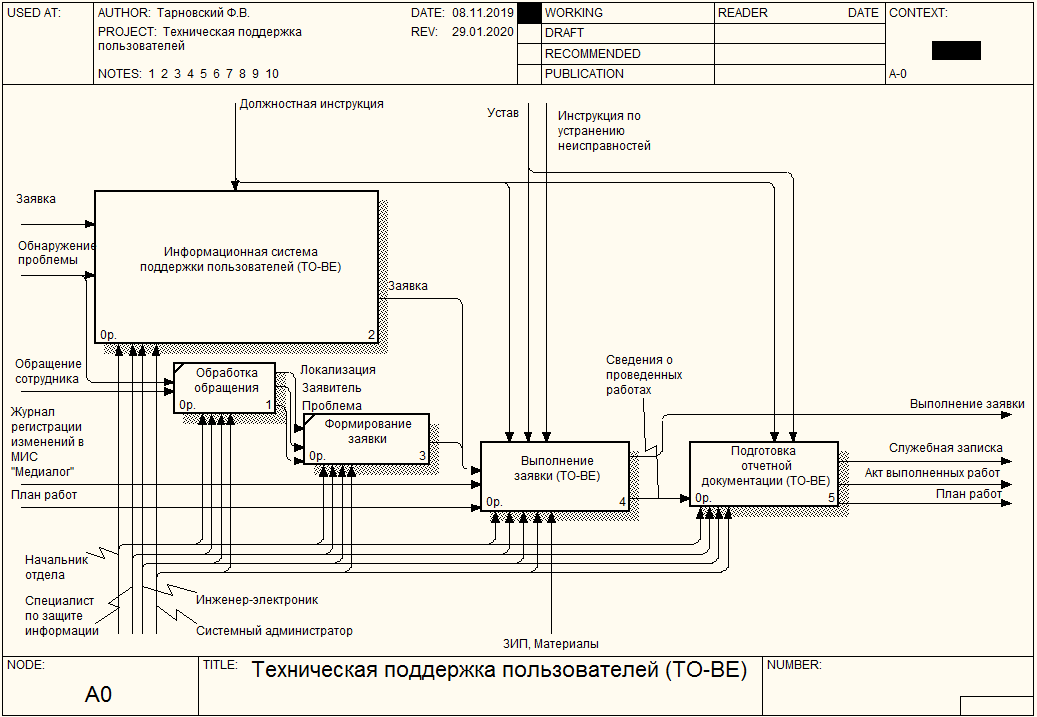 USED AT:
AUTHOR: Тарновский Ф.В.
DATE: 08.11.2019
PROJECT: Техническая поддержка
пользователей
REV: 29.01.2020
NOTES: 1 2 3 4 5 6 7 8 9 10
WORKING
DRAFT
RECOMMENDED
PUBLICATION
READER
DATE
CONTEXT:
A-0
Должностная инструкция
Устав
Инструкция по
устранению
неисправностей
Заявка
Обнаружение
проблемы
Информационная система
поддержки пользователей (TO-BE)
0р.
2
Заявка
Обращение
сотрудника
Обработка
обращения
0р.
1
Локализация
Заявитель
Проблема
Формирование
заявки
0р.
3
Сведения о
проведенных
работах
Журнал
регистрации
изменений в
МИС
"Медиалог"
План работ
Выполнение
заявки (TO-BE)
0р.
4
Подготовка
отчетной
документации (TO-BE)
0р.
5
Выполнение заявки
Служебная записка
Акт выполненных работ
План работ
Начальник
отдела
Специалист
по защите
информации
Инженер-электроник
Системный администратор
ЗИП, Материалы
NODE:
A0
TITLE:
Техническая поддержка пользователей (TO-BE)
NUMBER: